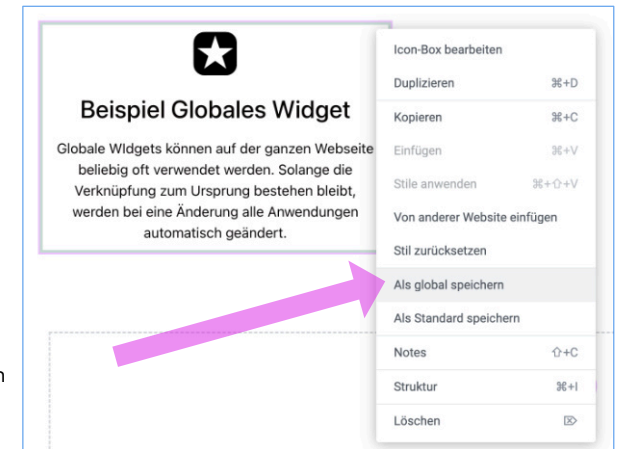 Beispiel Globales Widget
Globale WIdgets können auf der ganzen Webseite
beliebig oft verwendet werden. Solange die
Verknüpfung zum Ursprung bestehen bleibt,
werden bei eine Änderung alle Anwendungen
automatisch geändert.
Icon-Box bearbeiten
Duplizieren ⌘+D
Kopieren ⌘+C
Einfügen ⌘+V
Stile anwenden ⌘+⇧+V
Von anderer Website einfügen
Stil zurücksetzen
Als global speichern
Als Standard speichern
Notes ⇧+C
Struktur ⌘+I
Löschen ⌦